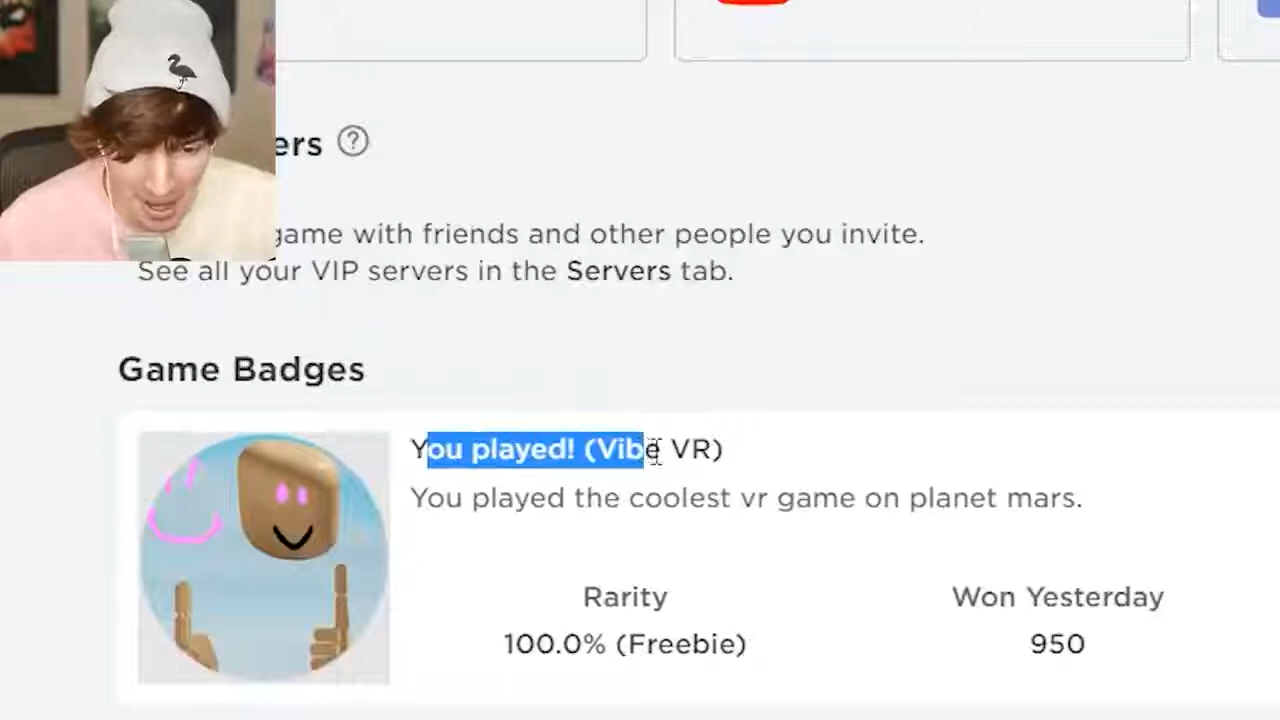 ers
game with friends and other people you invite.
See all your VIP servers in the Servers tab.
Game Badges
You played! (Vibe VR)
You played the coolest vr game on planet mars.
Rarity
Won Yesterday
100.0% (Freebie)
950